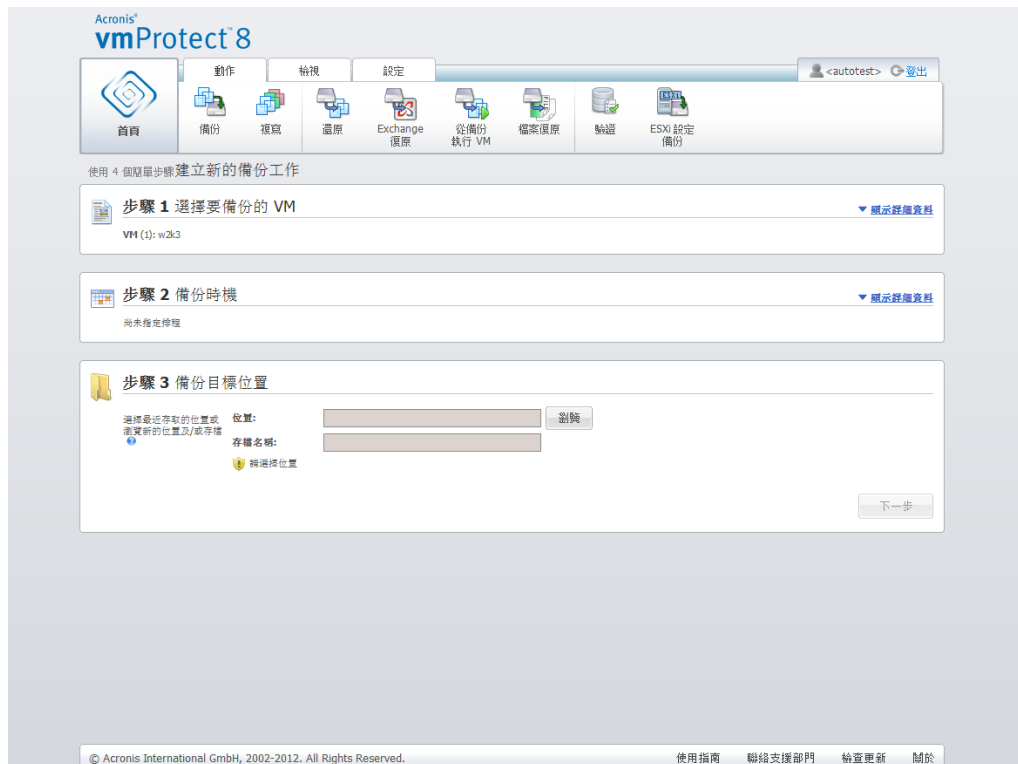 Acronis®
vmProtect™8
動作
檢視
設定
<autotest>
登出
首頁
備份
複寫
還原
Exchange
復原
從備份
執行 VM
檔案復原
驗證
ESXi
ESXi 設定
備份
使用 4 個簡單步驟建立新的備份工作
步驟 1 選擇要備份的 VM
顯示詳細資料
VM (1): w2k3
步驟 2 備份時機
顯示詳細資料
尚未指定排程
步驟 3 備份目標位置
選擇最近存取的位置或
瀏覽新的位置及/或存檔
位置:
瀏覽
存檔名稱:
請選擇位置
下一步
© Acronis International GmbH, 2002-2012. All Rights Reserved.
使用指南
聯絡支援部門
檢查更新
關於